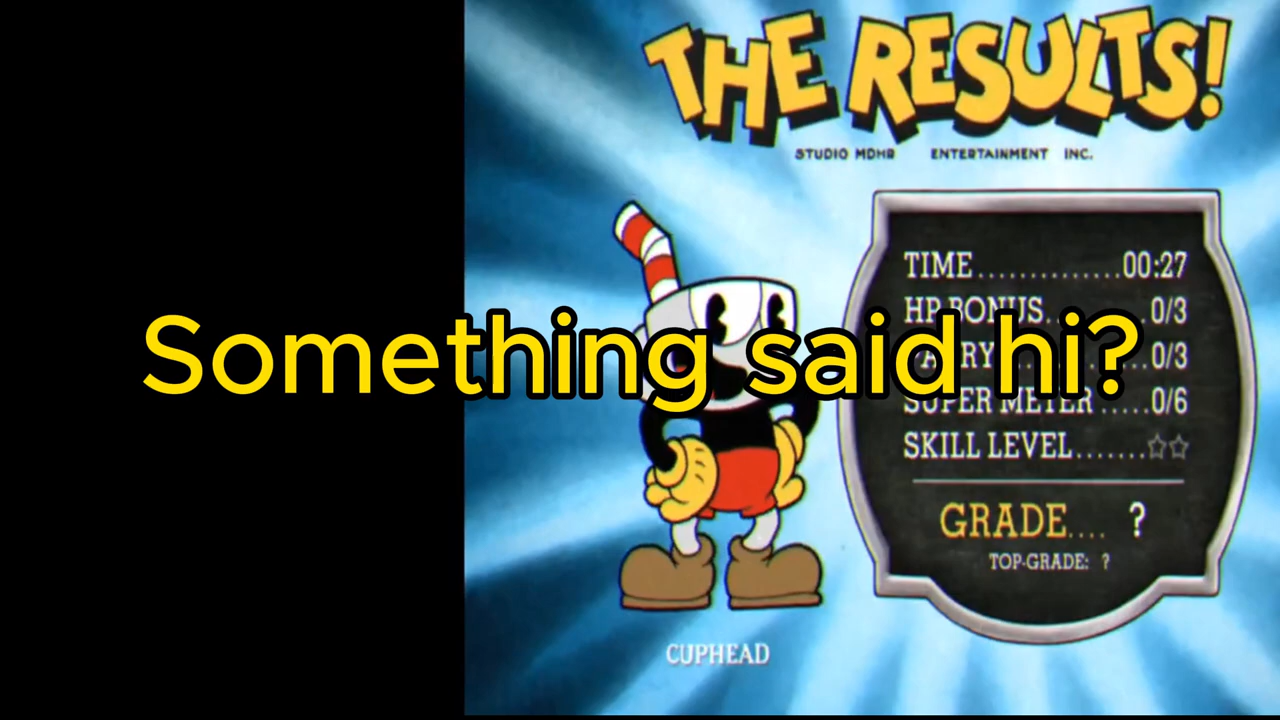 THE RESULTS!
STUDIO MDHR ENTERTAINMENT INC.
TIME..............00:27
HP BONUS. 0/3
0/3
Something said hi?
SUPER METER.....0/6
SKILL LEVEL.......☆☆
GRADE.... ?
TOP-GRADE: ?
CUPHEAD